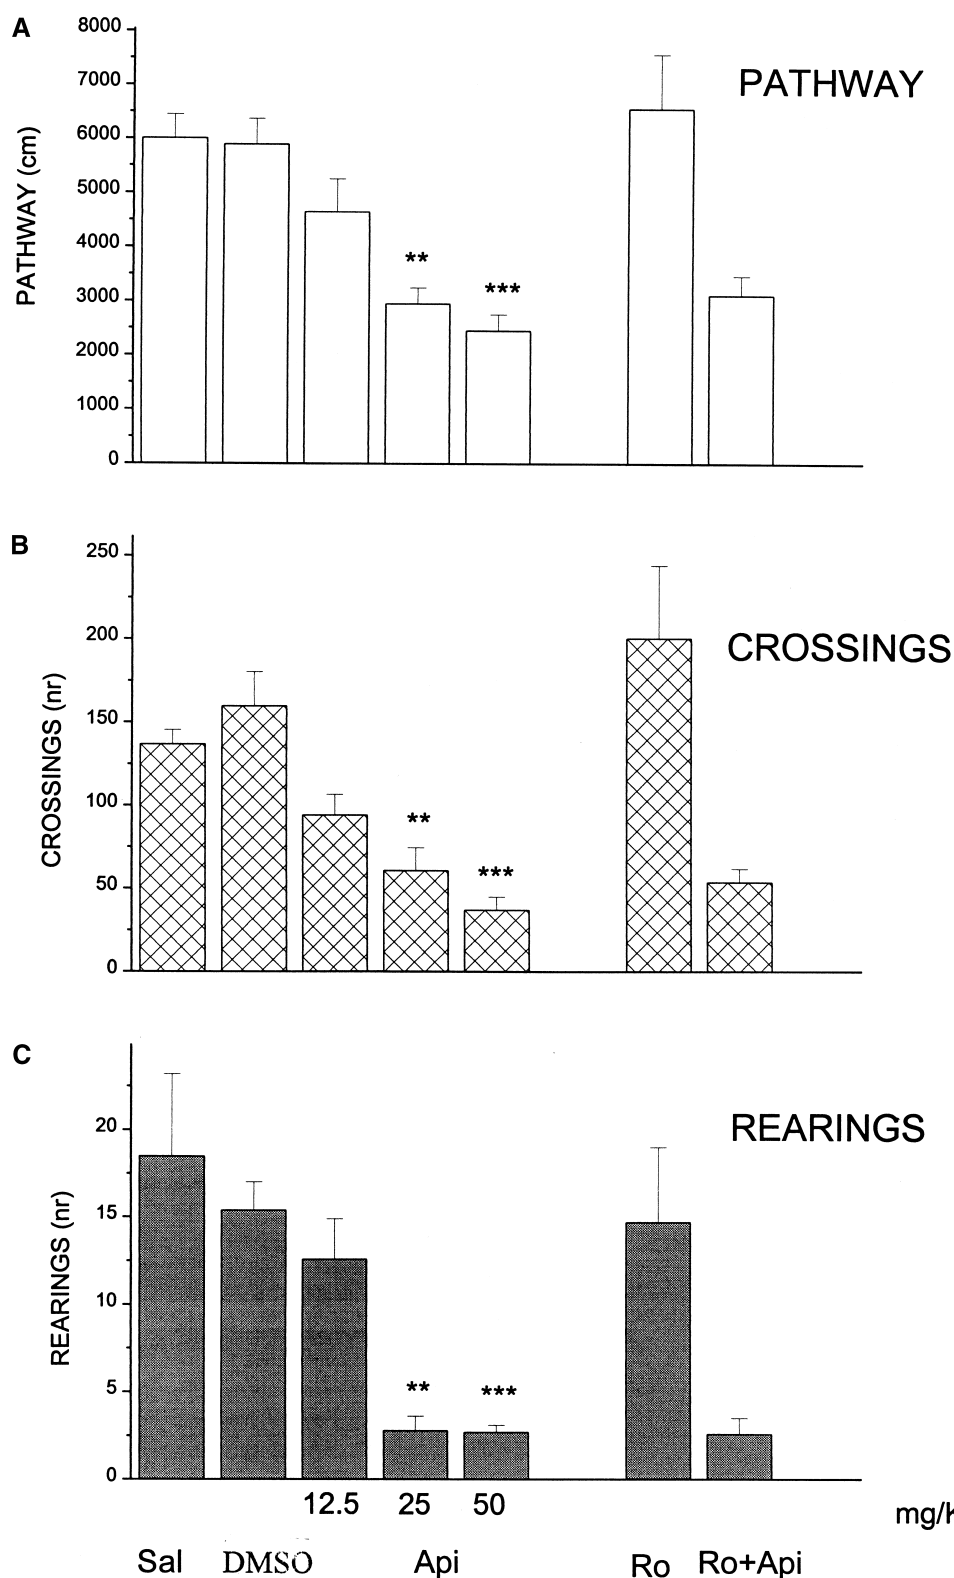 A
PATHWAY
PATHWAY (cm)
8000
7000
6000
5000
4000
3000
2000
1000
0
**
***
B
CROSSINGS
CROSSINGS (nr)
250
200
150
100
50
0
**
***
C
REARINGS
REARINGS (nr)
20
15
10
5
0
**
***
12.5 25 50 mg/K
Sal DMSO Api Ro Ro+Api